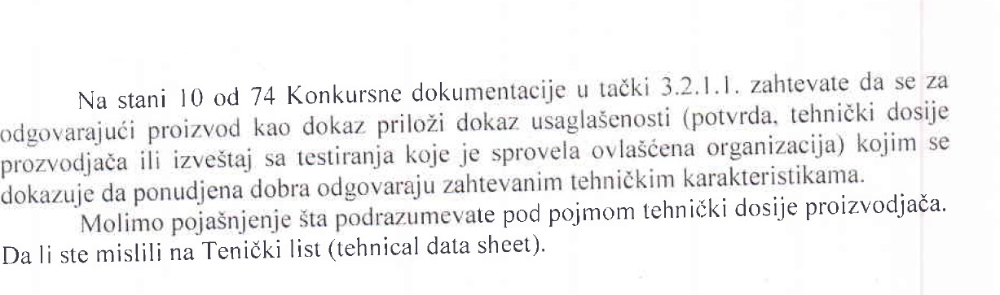 Na stani 10 od 74 Konkursne dokumentacije u tački 3.2.1.1. zahtevate da se za
odgovarajući proizvod kao dokaz priloži dokaz usaglašenosti (potvrda, tehnički dosije
prozvodjača ili izveštaj sa testiranja koje je sprovela ovlašćena organizacija) kojim se
dokazuje da ponudjena dobra odgovaraju zahtevanim tehničkim karakteristikama.
Molimo pojašnjenje šta podrazumevate pod pojmom tehnički dosije proizvodjača.
Da li ste mislili na Tenički list (tehnical data sheet).